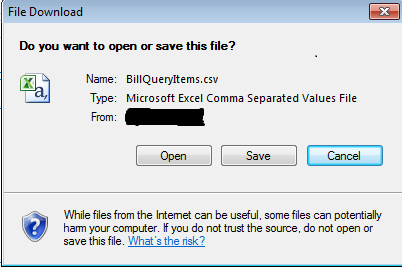 File Download
Do you want to open or save this file?
Name: BillQueryItems.csv
Type: Microsoft Excel Comma Separated Values File
From:
Open Save Cancel
While files from the Internet can be useful, some files can potentially
harm your computer. If you do not trust the source, do not open or
save this file. What's the risk?